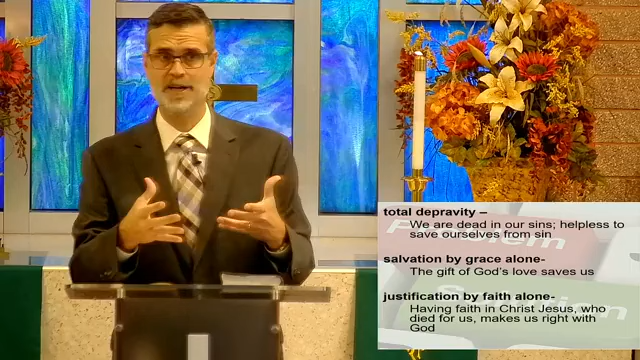 total depravity –
We are dead in our sins; helpless to
save ourselves from sin
salvation by grace alone-
The gift of God's love saves us
justification by faith alone-
Having faith in Christ Jesus, who
died for us, makes us right with
God
Problem
Solution